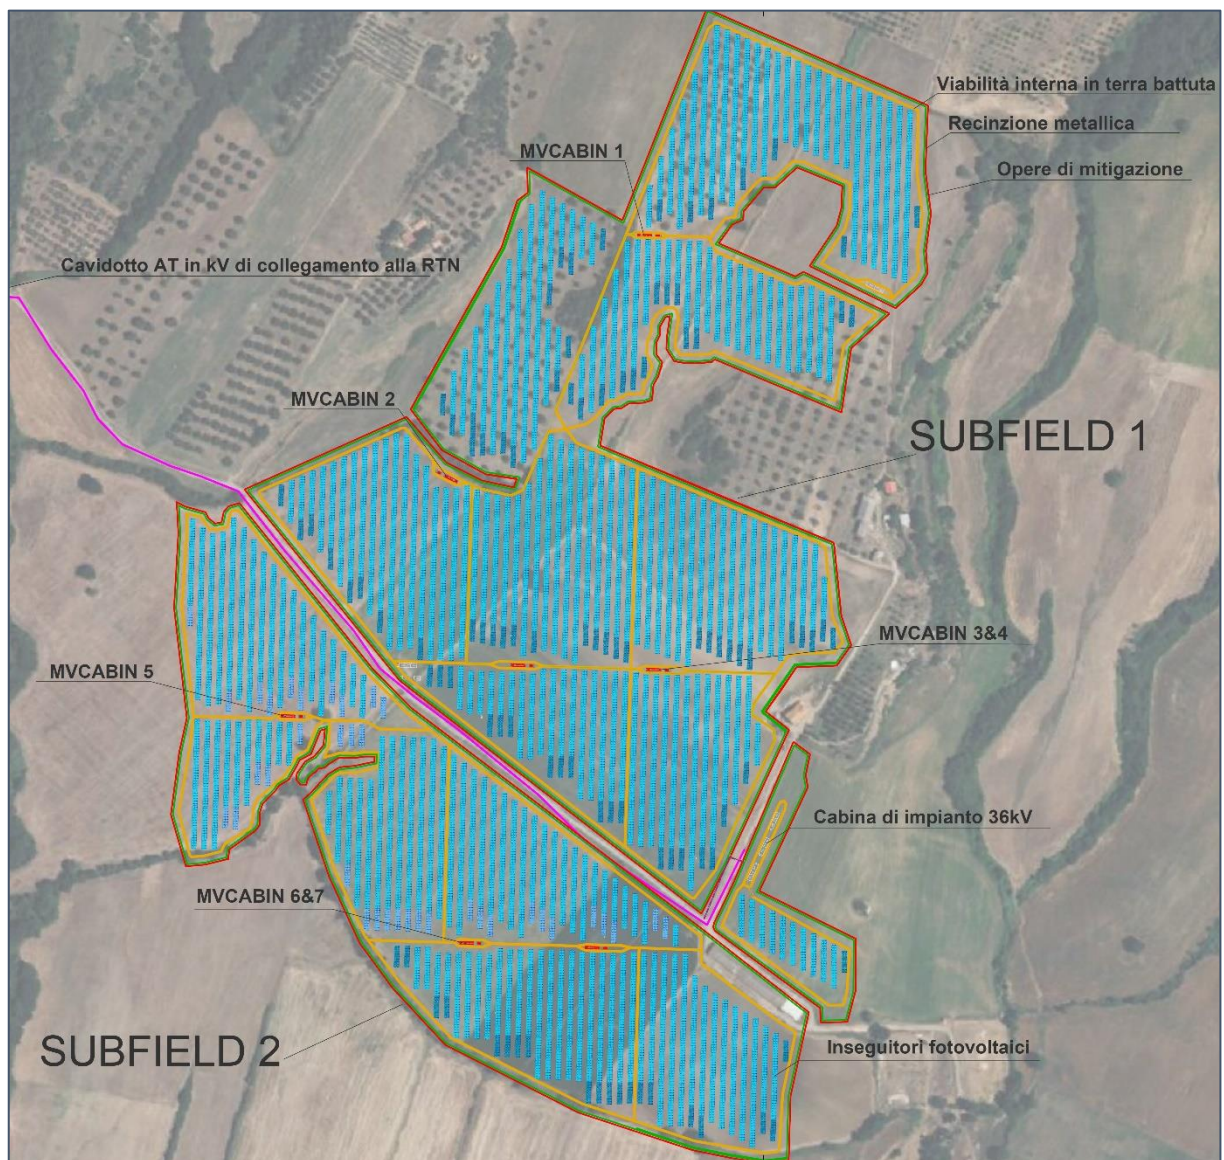 Viabilità interna in terra battuta
Recinzione metallica
MVCABIN 1
Opere di mitigazione
Cavidotto AT in kV di collegamento alla RTN
MVCABIN 2
SUBFIELD 1
MVCABIN 3&4
MVCABIN 5
Cabina di impianto 36kV
MVCABIN 6&7
SUBFIELD 2
Inseguitori fotovoltaici